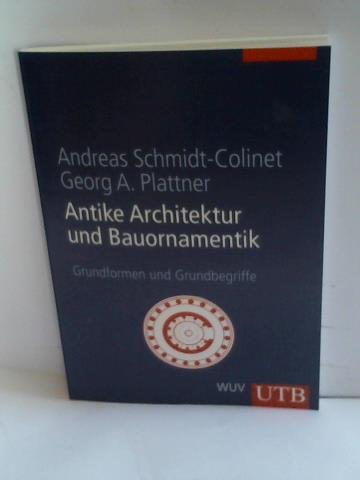 Andreas Schmidt-Colinet
Georg A. Plattner
Antike Architektur
und Bauornamentik
Grundformen und Grundbegriffe
WUV
UTB